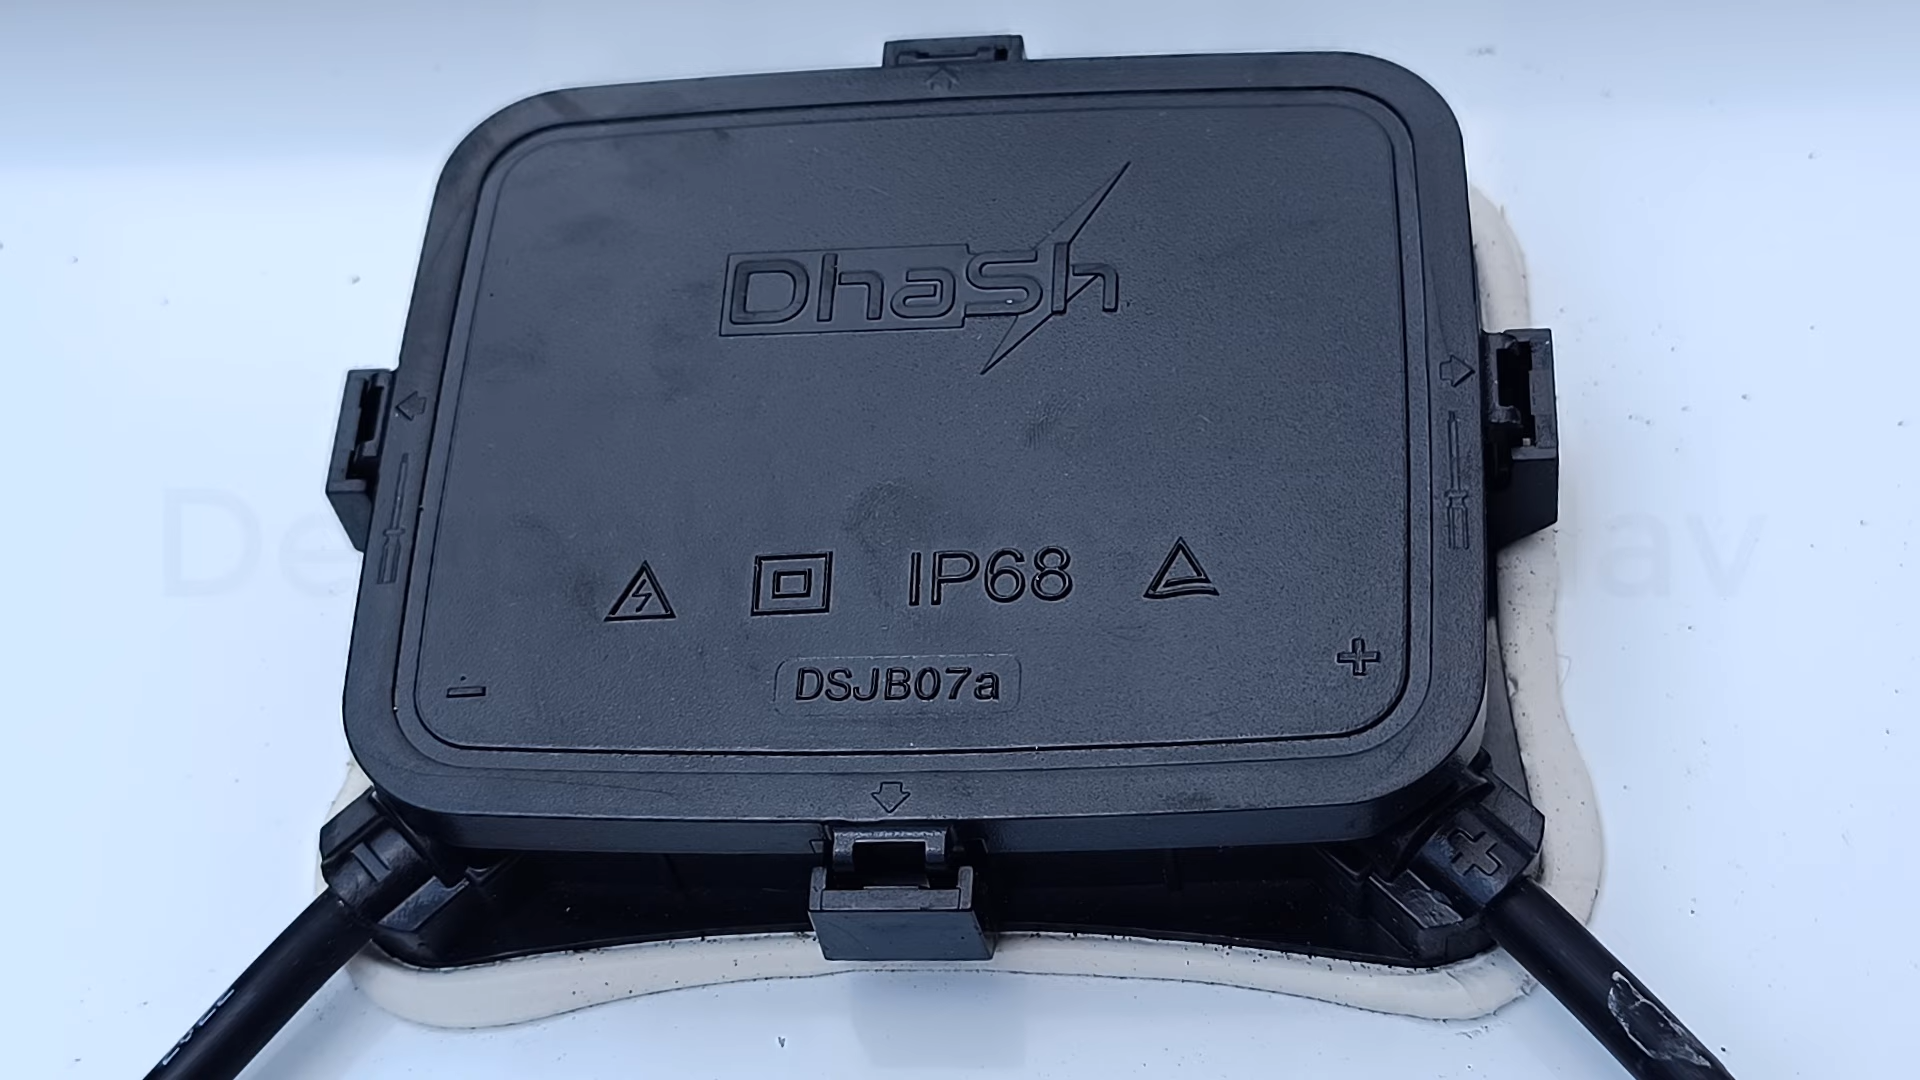 DhaSh
IP68
- DSJB07a +
- +